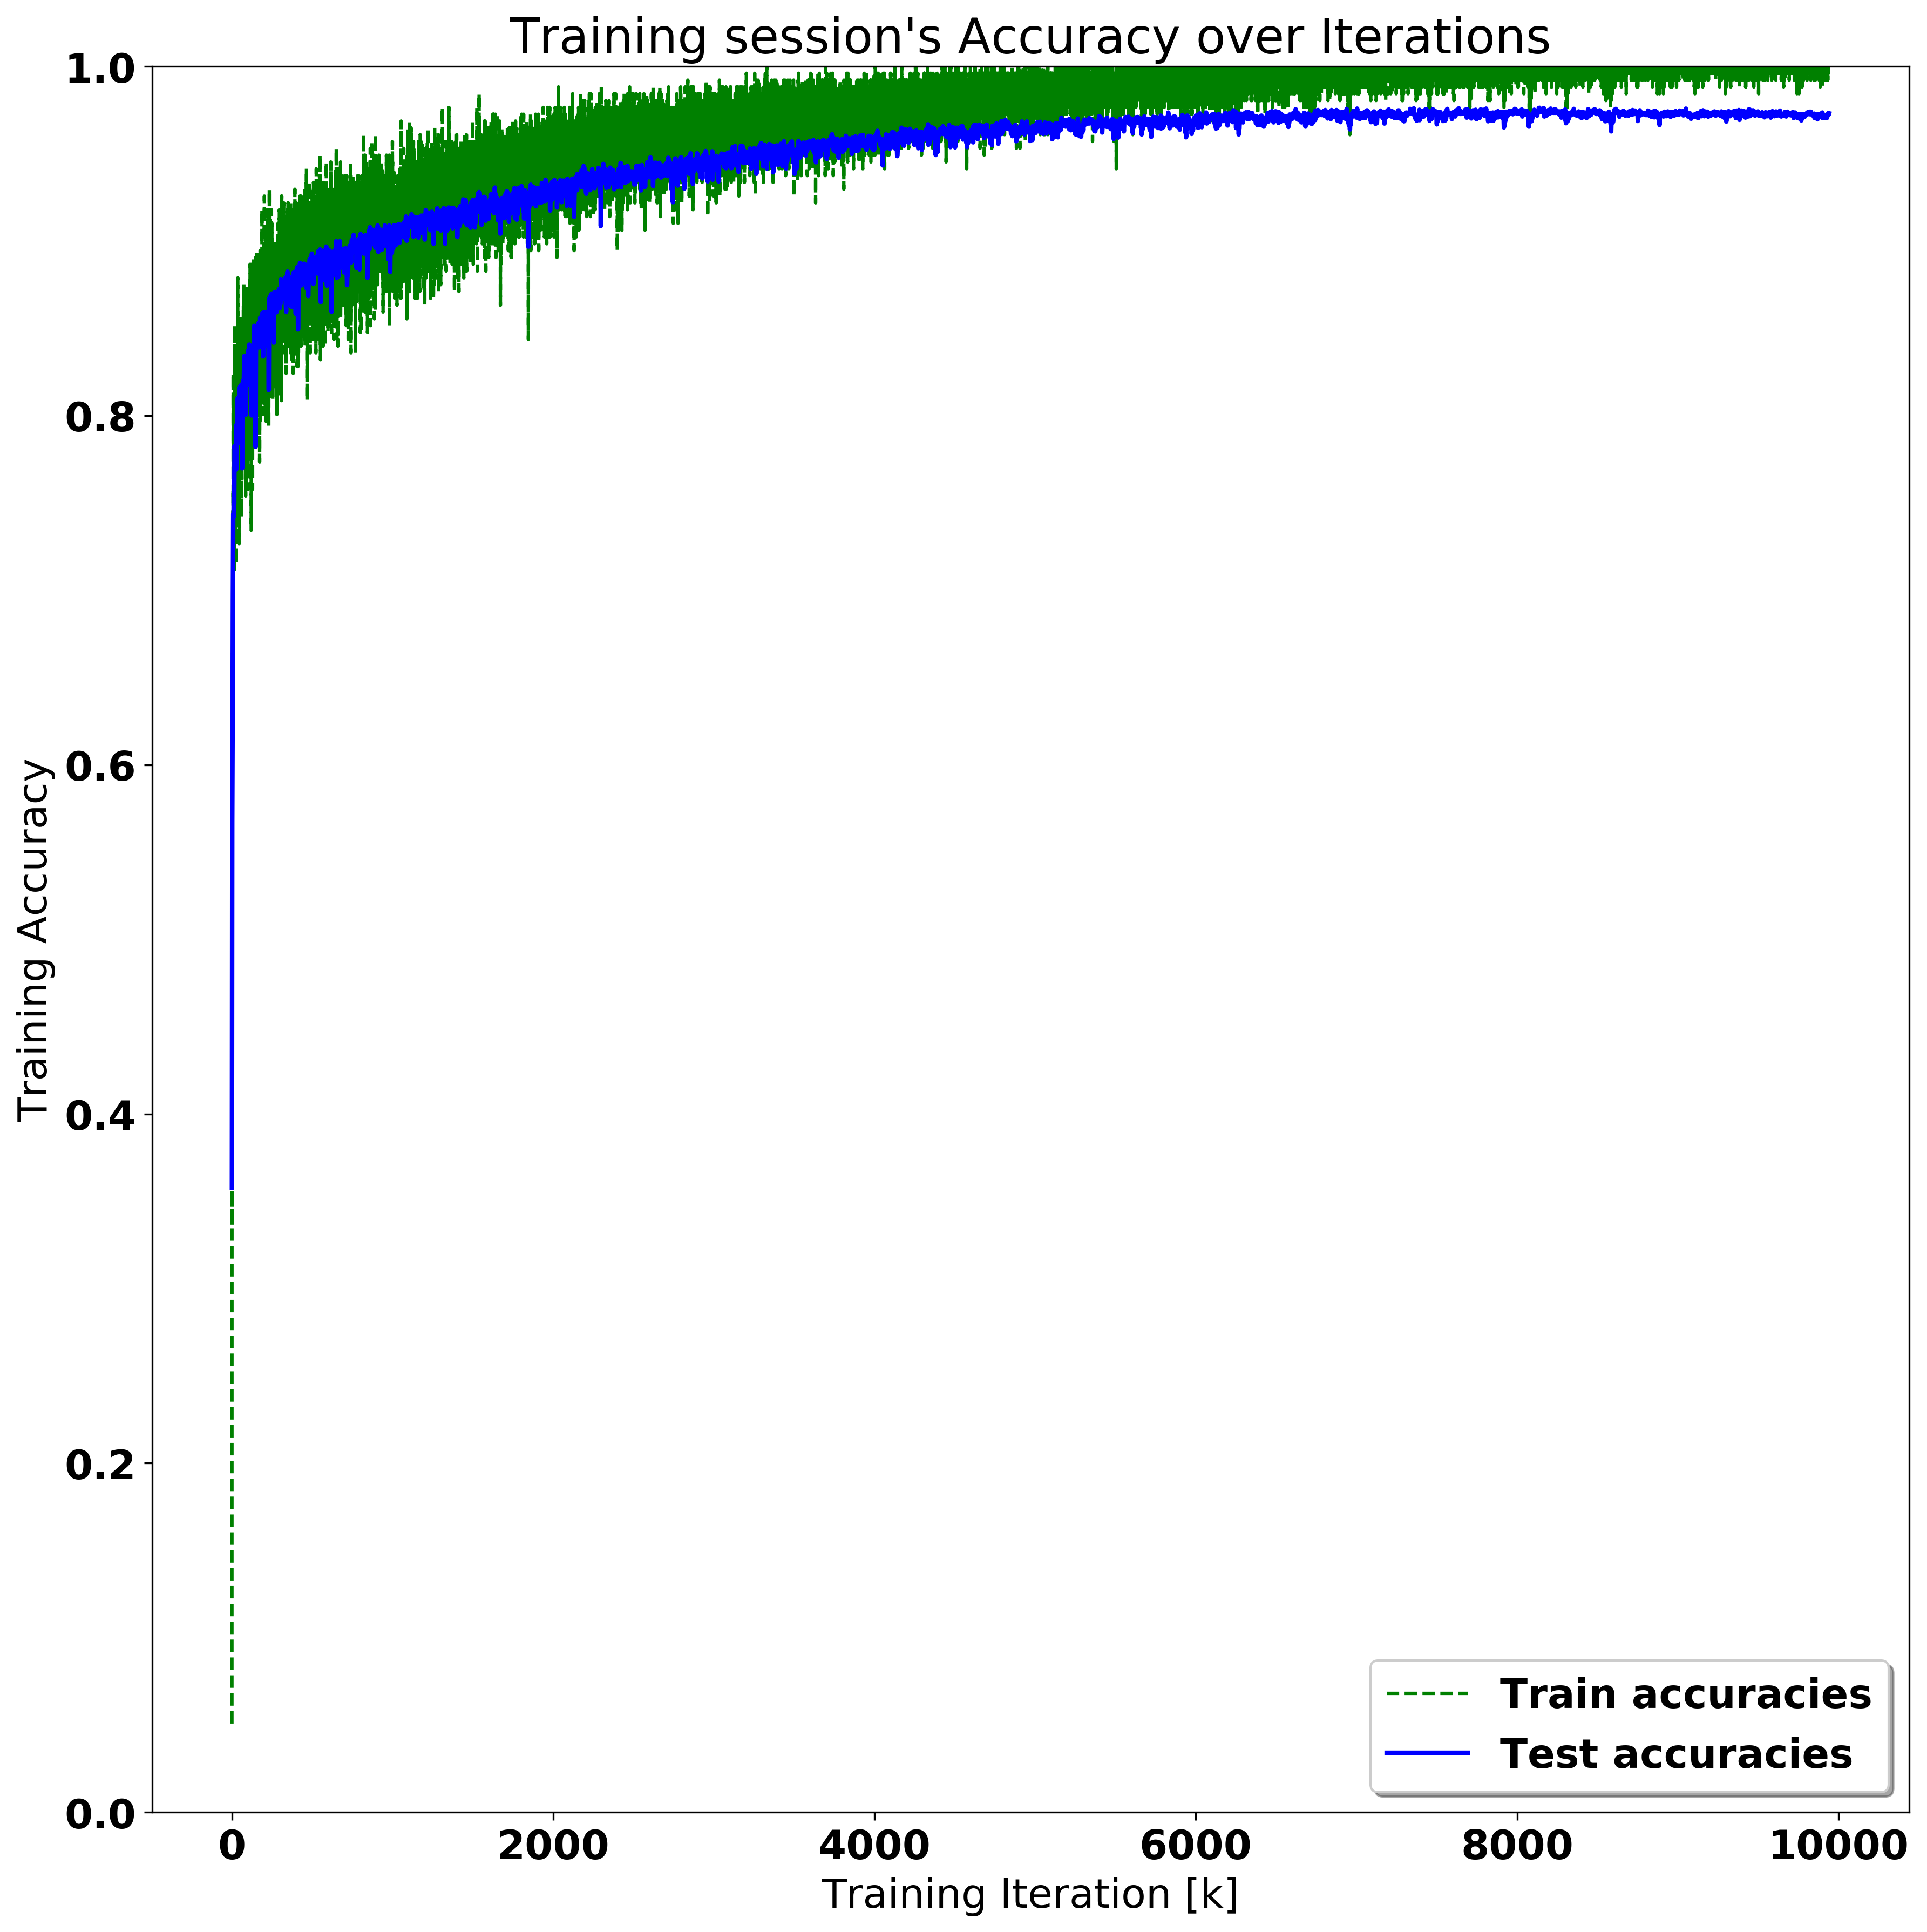 Training session's Accuracy over Iterations
1.0
0.8
0.6
0.4
0.2
0.0
Training Accuracy
0 2000 4000 6000 8000 10000
Training Iteration [k]
Train accuracies
Test accuracies